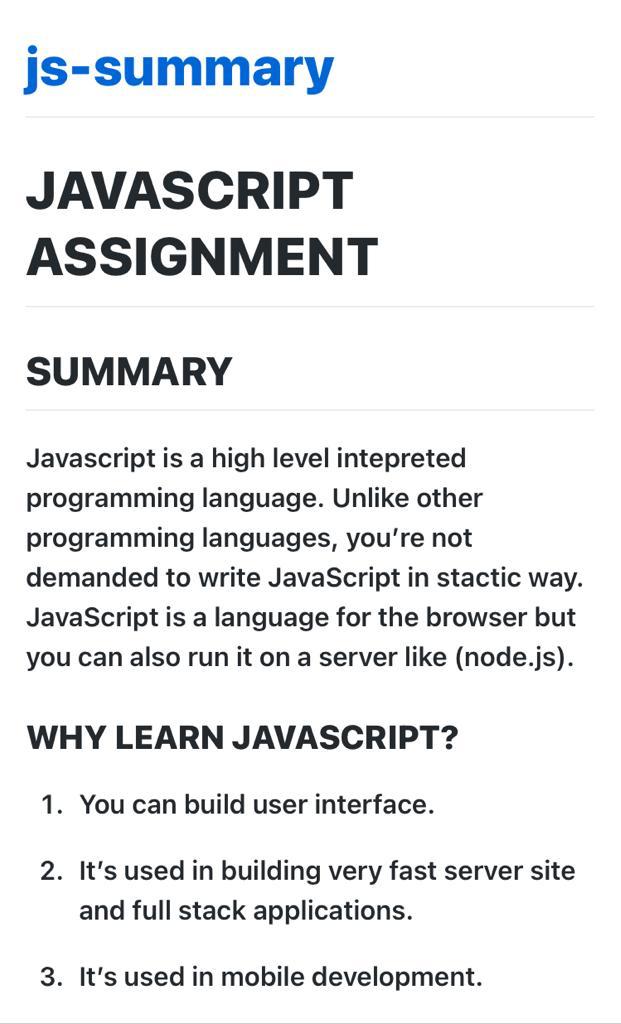 js-summary
JAVASCRIPT
ASSIGNMENT
SUMMARY
Javascript is a high level intepreted
programming language. Unlike other
programming languages, you’re not
demanded to write JavaScript in stactic way.
JavaScript is a language for the browser but
you can also run it on a server like (node.js).
WHY LEARN JAVASCRIPT?
1. You can build user interface.
2. It’s used in building very fast server site
and full stack applications.
3. It’s used in mobile development.